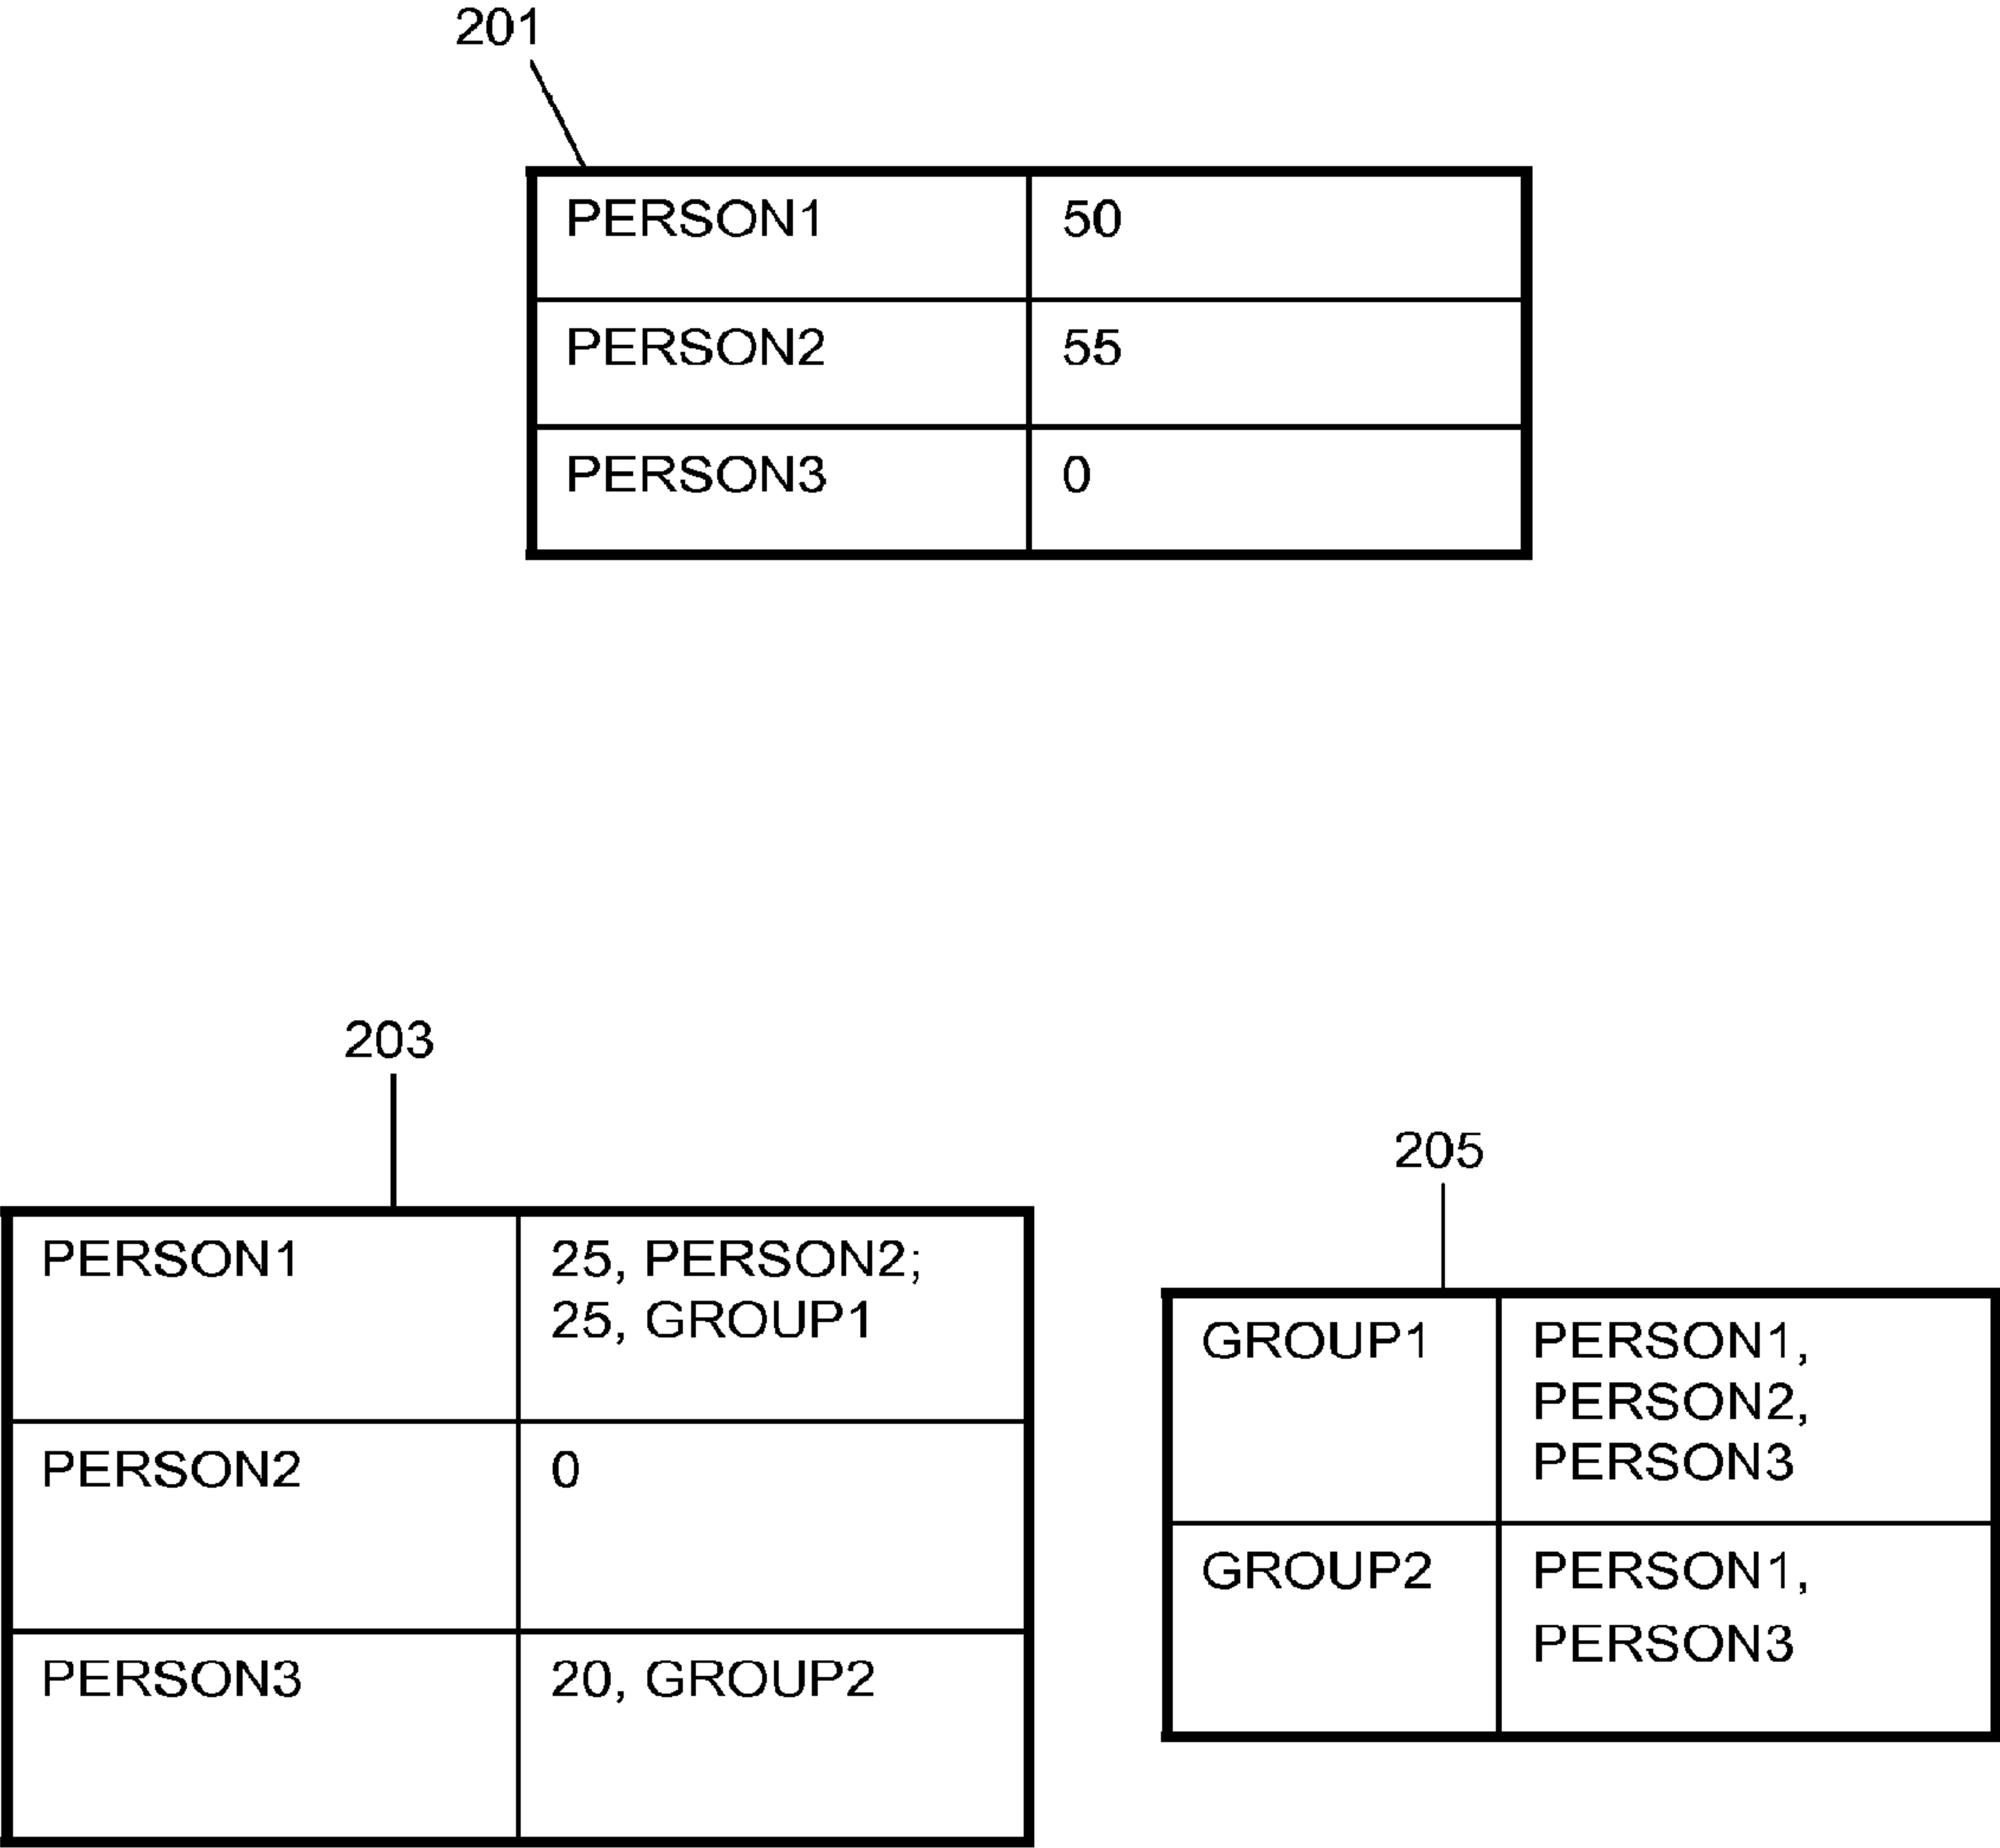 201
PERSON1 50
PERSON2 55
PERSON3 0
203
PERSON1 25, PERSON2;
25, GROUP1
PERSON2 0
PERSON3 20, GROUP2
205
GROUP1 PERSON1,
PERSON2,
PERSON3
GROUP2 PERSON1,
PERSON3